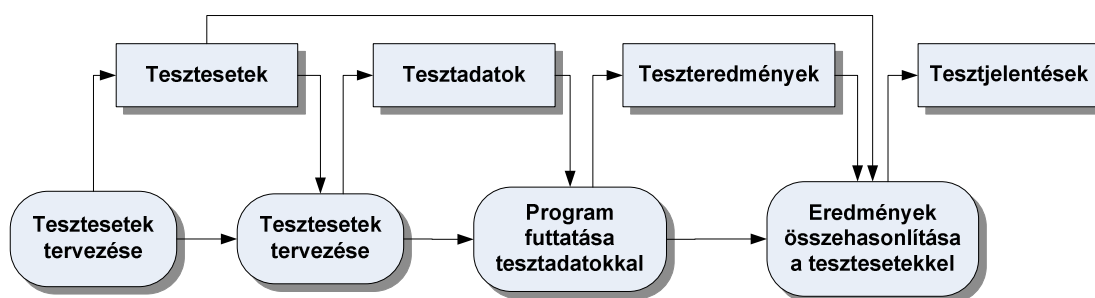 Tesztesetek
Tesztadatok
Teszteredmények
Tesztjelentések
Tesztesetek
tervezése
Tesztesetek
tervezése
Program
futtatása
tesztadatokkal
Eredmények
összehasonlítása
a tesztesetekkel